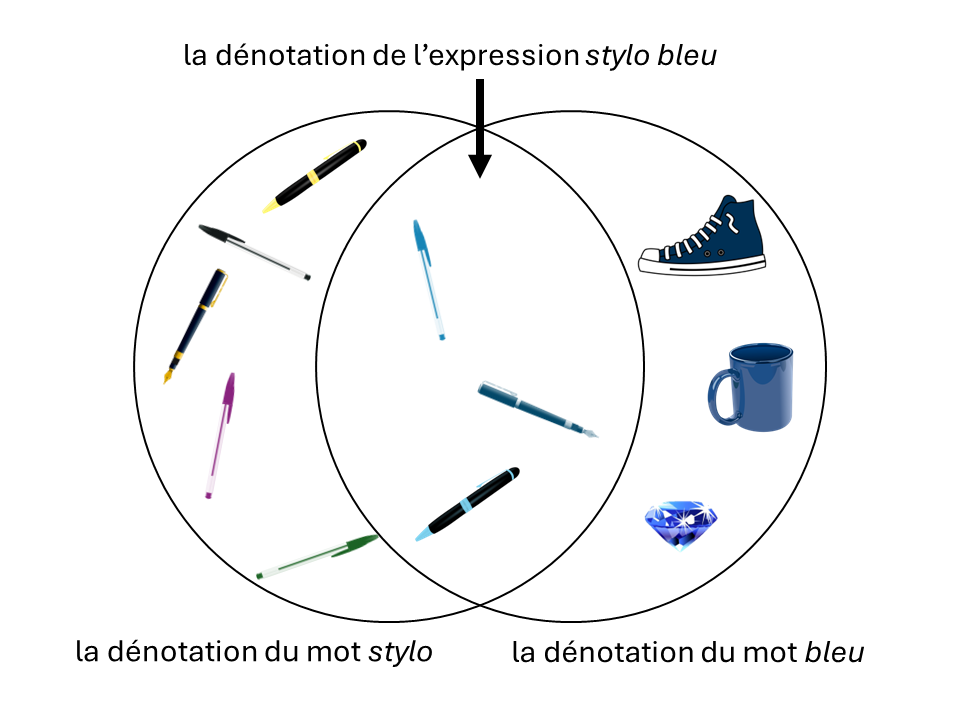 la dénotation de l’expression stylo bleu
la dénotation du mot stylo
la dénotation du mot bleu